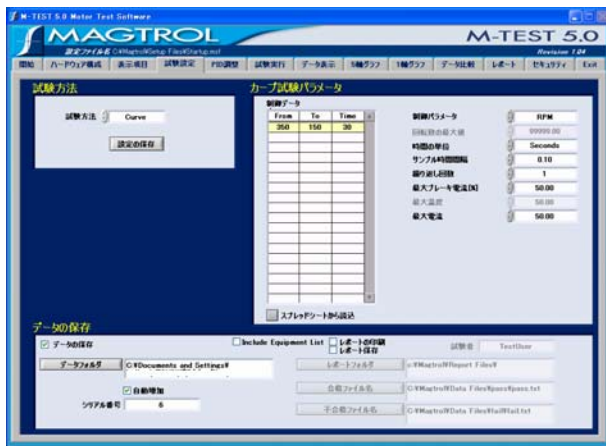 M-TEST 5.0 Motor Test Software
MAGTROL
M-TEST 5.0
設定ファイル名 C:¥Magtrol¥Setup Files¥Startup.msf
Revision 1.04
開始 ハードウェア構成 表示項目 試験設定 PID調整 試験実行 データ表示 5軸グラフ 1軸グラフ データ比較 レポート セキュリティ Exit
試験方法
試験方法 Curve
設定の保存
カーブ試験パラメータ
制御データ
From To Time
350 150 30
スプレッドシートから読込
制御パラメータ RPM
回転数の最大値 99999.00
時間の単位 Seconds
サンプル時間間隔 0.10
繰り返し回数 1
最大ブレーキ電流[%] 50.00
最大温度 50.00
最大電流 50.00
データの保存
データの保存
Include Equipment List
レポートの印刷
レポート保存
試験者 TestUser
データフォルダ C:¥Documents and Settings¥
レポートフォルダ c:¥Magtrol¥Report Files¥
自動増加
合格ファイル名 C:¥Magtrol¥Data Files¥pass¥pass.txt
シリアル番号 6
不合格ファイル名 C:¥Magtrol¥Data Files¥fail¥fail.txt